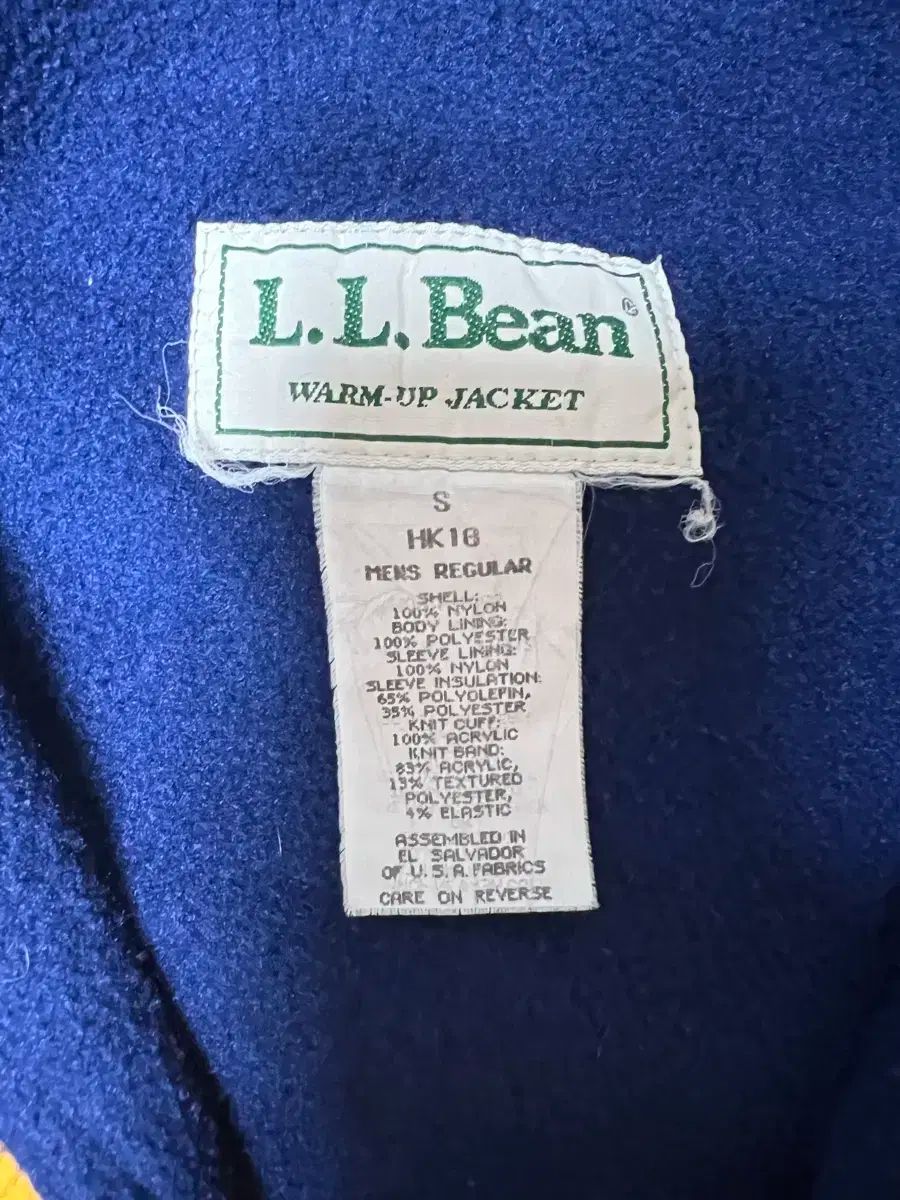 L.L.Bean®
WARM-UP JACKET
S
HK18
MENS REGULAR
SHELL:
100% NYLON
BODY LINING:
100% POLYESTER
SLEEVE LINING:
100% NYLON
SLEEVE INSULATION:
65% POLYOLEFIN,
35% POLYESTER
KNIT CUFF:
100% ACRYLIC
KNIT BAND:
83% ACRYLIC,
13% TEXTURED
POLYESTER,
4% ELASTIC
ASSEMBLED IN
EL SALVADOR
OF U.S.A. FABRICS
CARE ON REVERSE